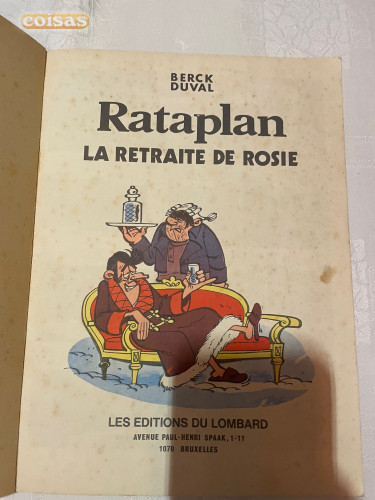 coisas
BERCK
DUVAL
Rataplan
LA RETRAITE DE ROSIE
LES EDITIONS DU LOMBARD
AVENUE PAUL-HENRI SPAAK, 1-11
1070 BRUXELLES